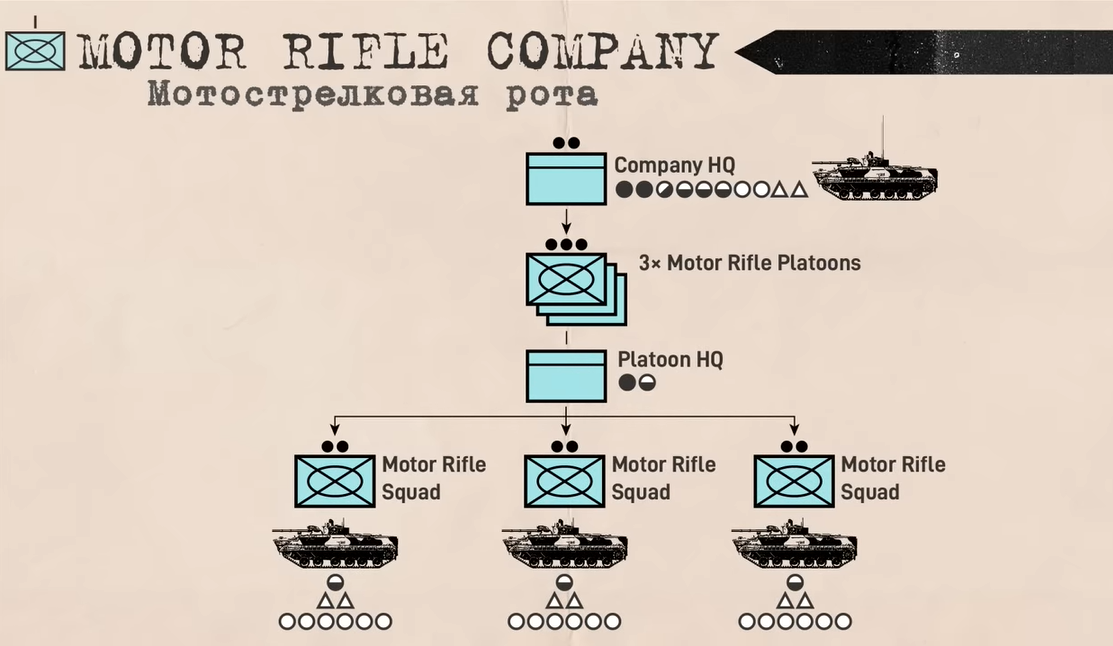 MOTOR RIFLE COMPANY
Мотострелковая рота
Company HQ
3× Motor Rifle Platoons
Platoon HQ
Motor Rifle
Squad
Motor Rifle
Squad
Motor Rifle
Squad